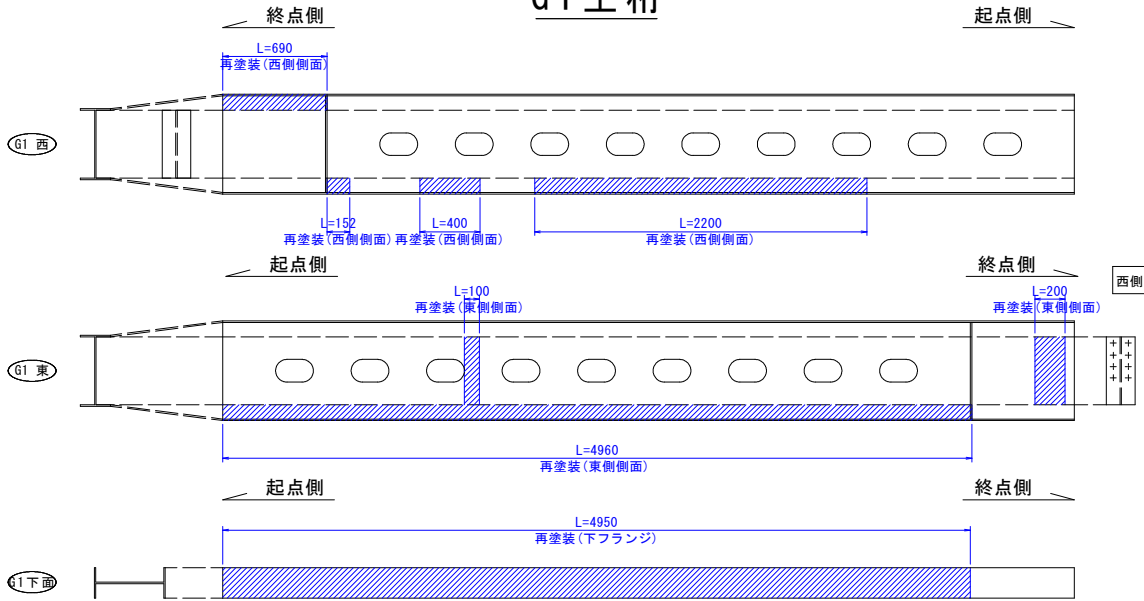 G1主桁
終点側
起点側
L=690
再塗装(西側側面)
G1 西
L=152
再塗装(西側側面)
L=400
再塗装(西側側面)
L=2200
再塗装(西側側面)
起点側
終点側
西側
L=100
再塗装(東側側面)
L=200
再塗装(東側側面)
G1 東
L=4960
再塗装(東側側面)
起点側
終点側
L=4950
再塗装(下フランジ)
G1下面